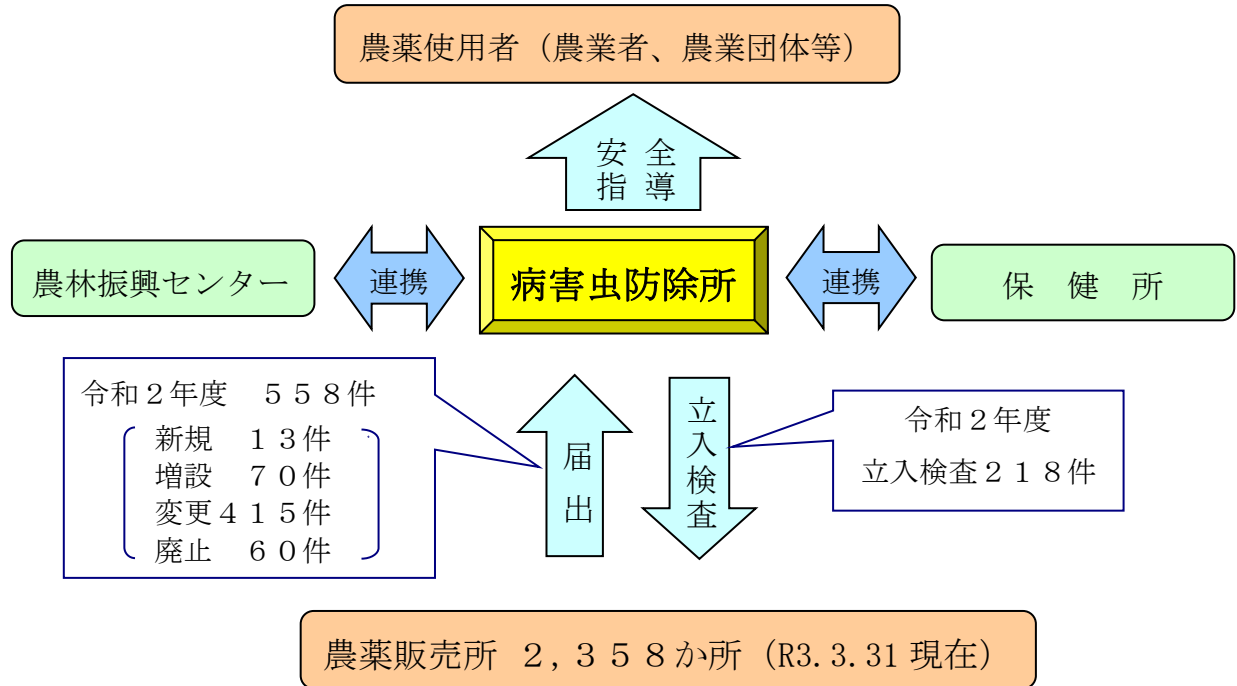 農薬使用者（農業者、農業団体等）
安 全
指 導
農林振興センター
連携
病害虫防除所
連携
保　健　所
令和２年度　５５８件
新規　１３件
増設　７０件
変更４１５件
廃止　６０件
届出
立入検査
令和２年度
立入検査２１８件
農薬販売所 ２,３５８か所（R3.3.31 現在）